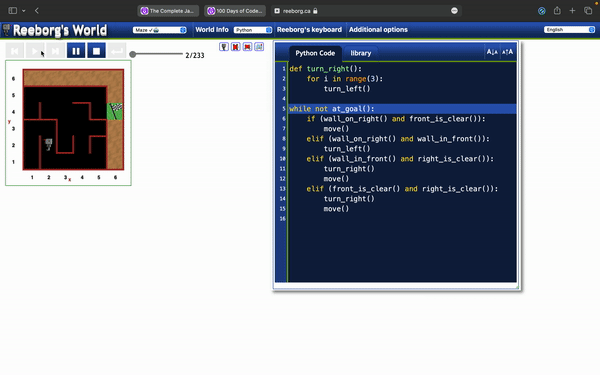 The Complete Ja...
100 Days of Code...
reeborg.ca
Reeborg's World
Maze
World Info
Python
Reeborg's keyboard
Additional options
English
2/233
Python Code
library
1 def turn_right():
2 for i in range(3):
3 turn_left()
4
5 while not at_goal():
6 if (wall_on_right() and front_is_clear()):
7 move()
8 elif (wall_on_right() and wall_in_front()):
9 turn_left()
10 elif (wall_in_front() and right_is_clear()):
11 turn_right()
12 move()
13 elif (front_is_clear() and right_is_clear()):
14 turn_right()
15 move()
16
6
5
4
y
3
2
1
1 2 3 x 4 5 6